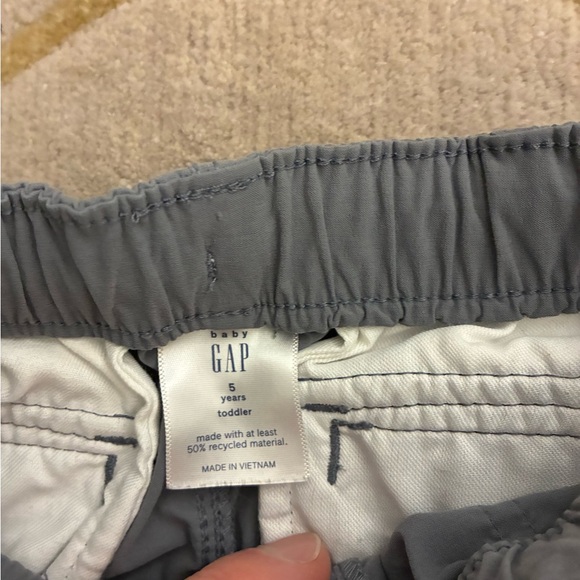 baby
GAP
5
years
toddler
made with at least
50% recycled material.
MADE IN VIETNAM